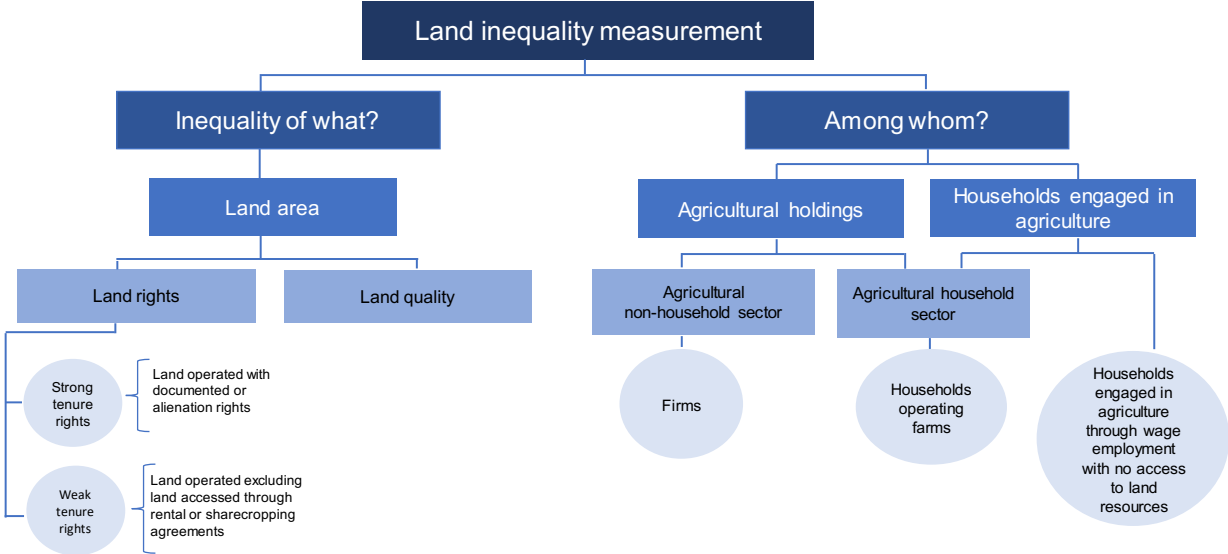 Land inequality measurement
Inequality of what?
Among whom?
Land area
Agricultural holdings
Households engaged in
agriculture
Land rights
Land quality
Agricultural
non-household sector
Agricultural household
sector
Strong
tenure
rights
Land operated with
documented or
alienation rights
Firms
Households
operating
farms
Households
engaged in
agriculture
through wage
employment
with no access
to land
resources
Weak
tenure
rights
Land operated excluding
land accessed through
rental or sharecropping
agreements